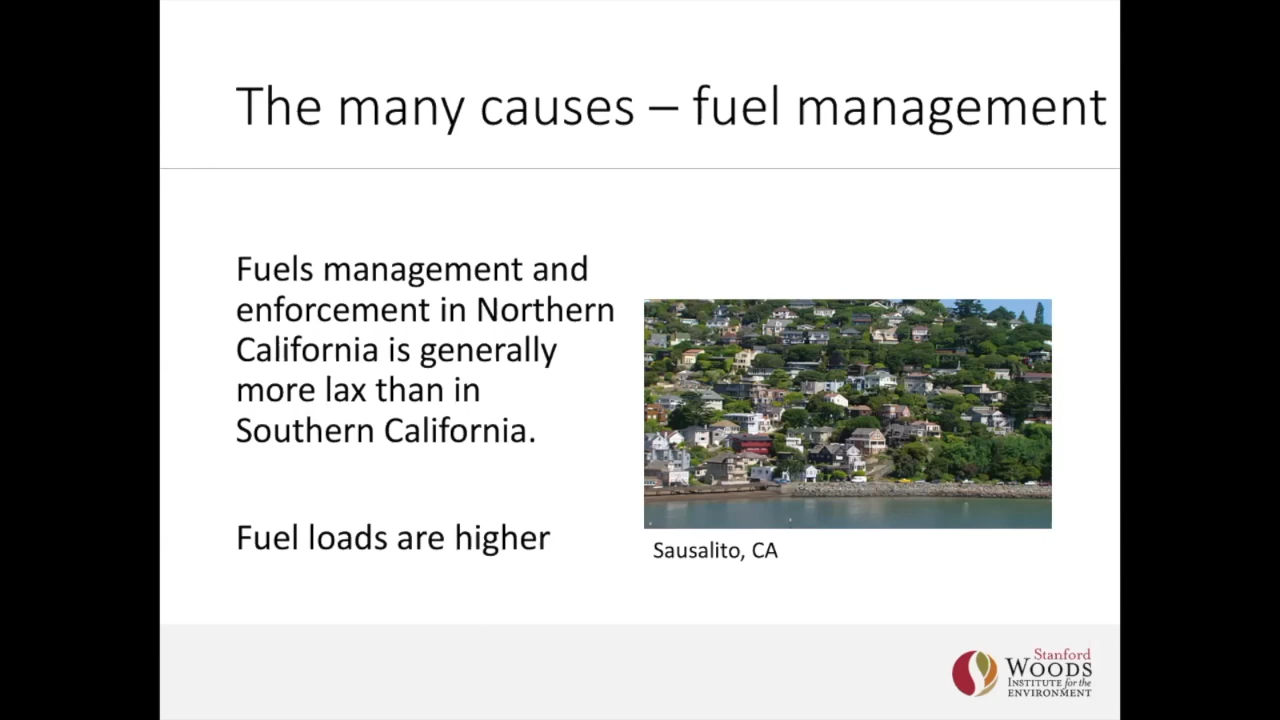 The many causes – fuel management
Fuels management and
enforcement in Northern
California is generally
more lax than in
Southern California.
Fuel loads are higher
Sausalito, CA
Stanford
WOODS
INSTITUTE for the
ENVIRONMENT